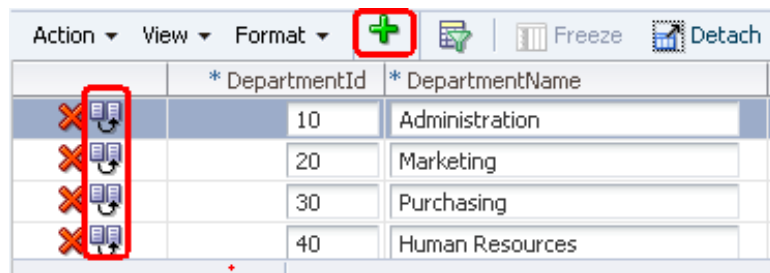 Action View Format Freeze Detach
* DepartmentId * DepartmentName
10 Administration
20 Marketing
30 Purchasing
40 Human Resources